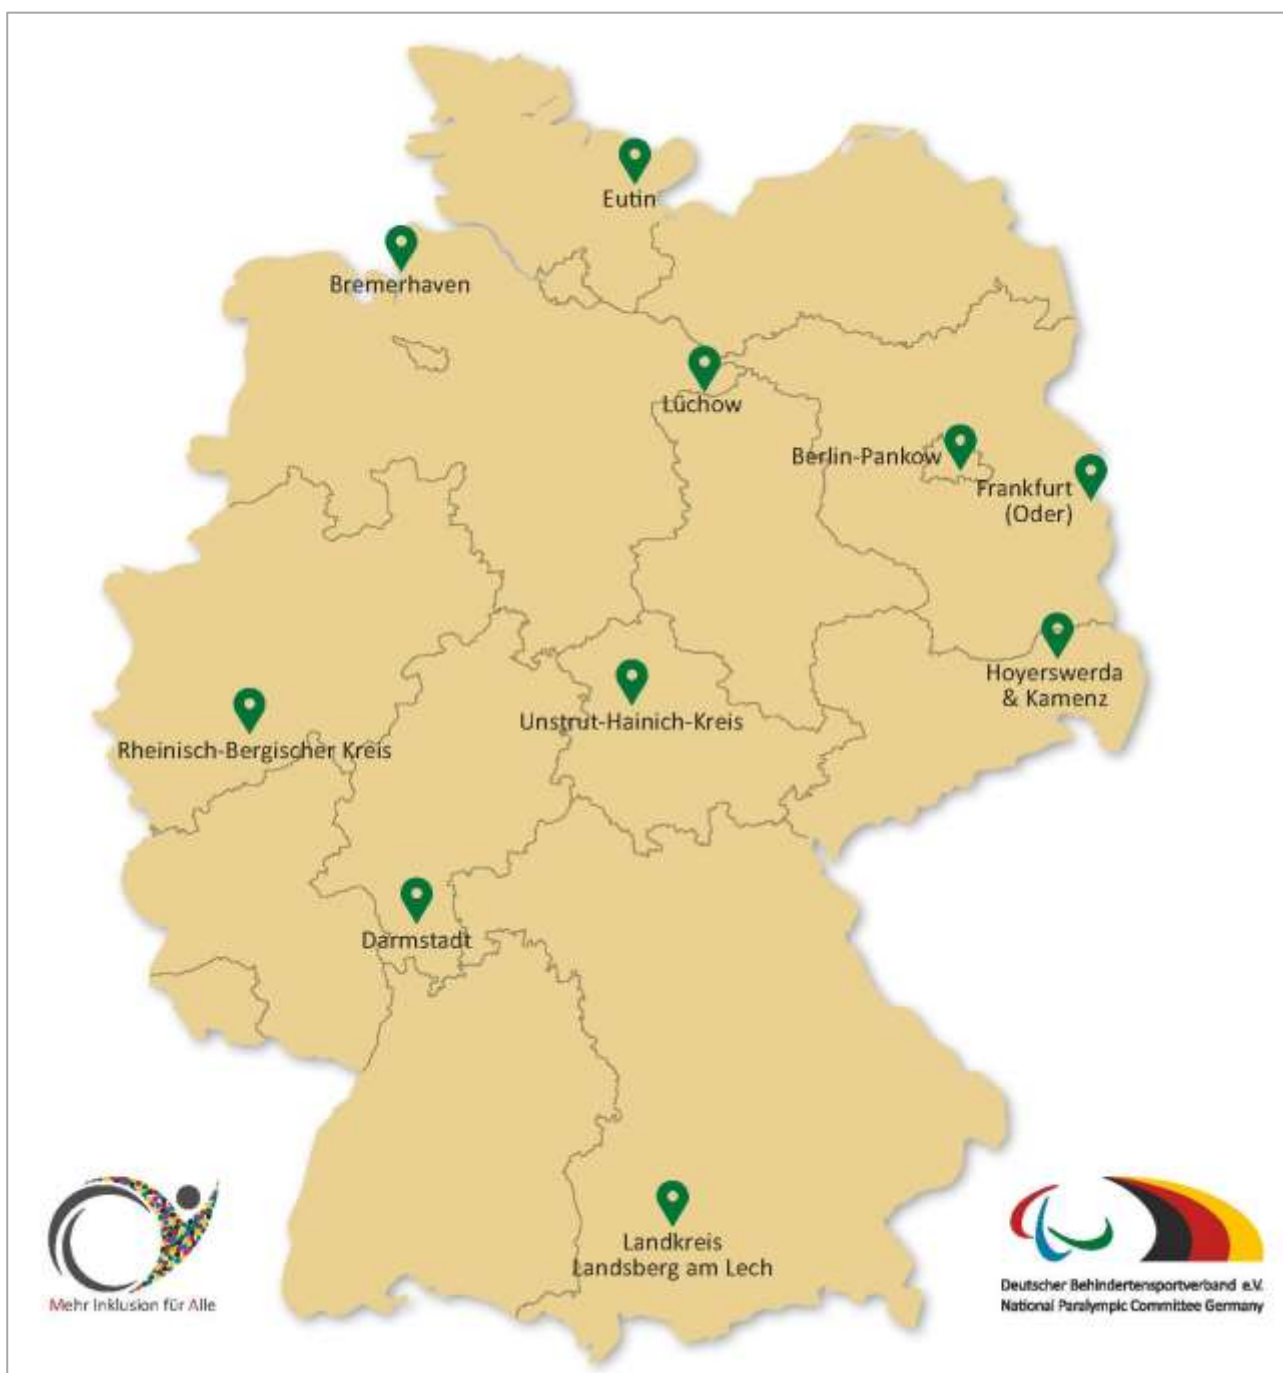 Eutin
Bremerhaven
Lüchow
Berlin-Pankow
Frankfurt
(Oder)
Hoyerswerda
& Kamenz
Unstrut-Hainich-Kreis
Rheinisch-Bergischer Kreis
Darmstadt
Landkreis
Landsberg am Lech
Mehr Inklusion für Alle
Deutscher Behindertensportverband e.V.
National Paralympic Committee Germany